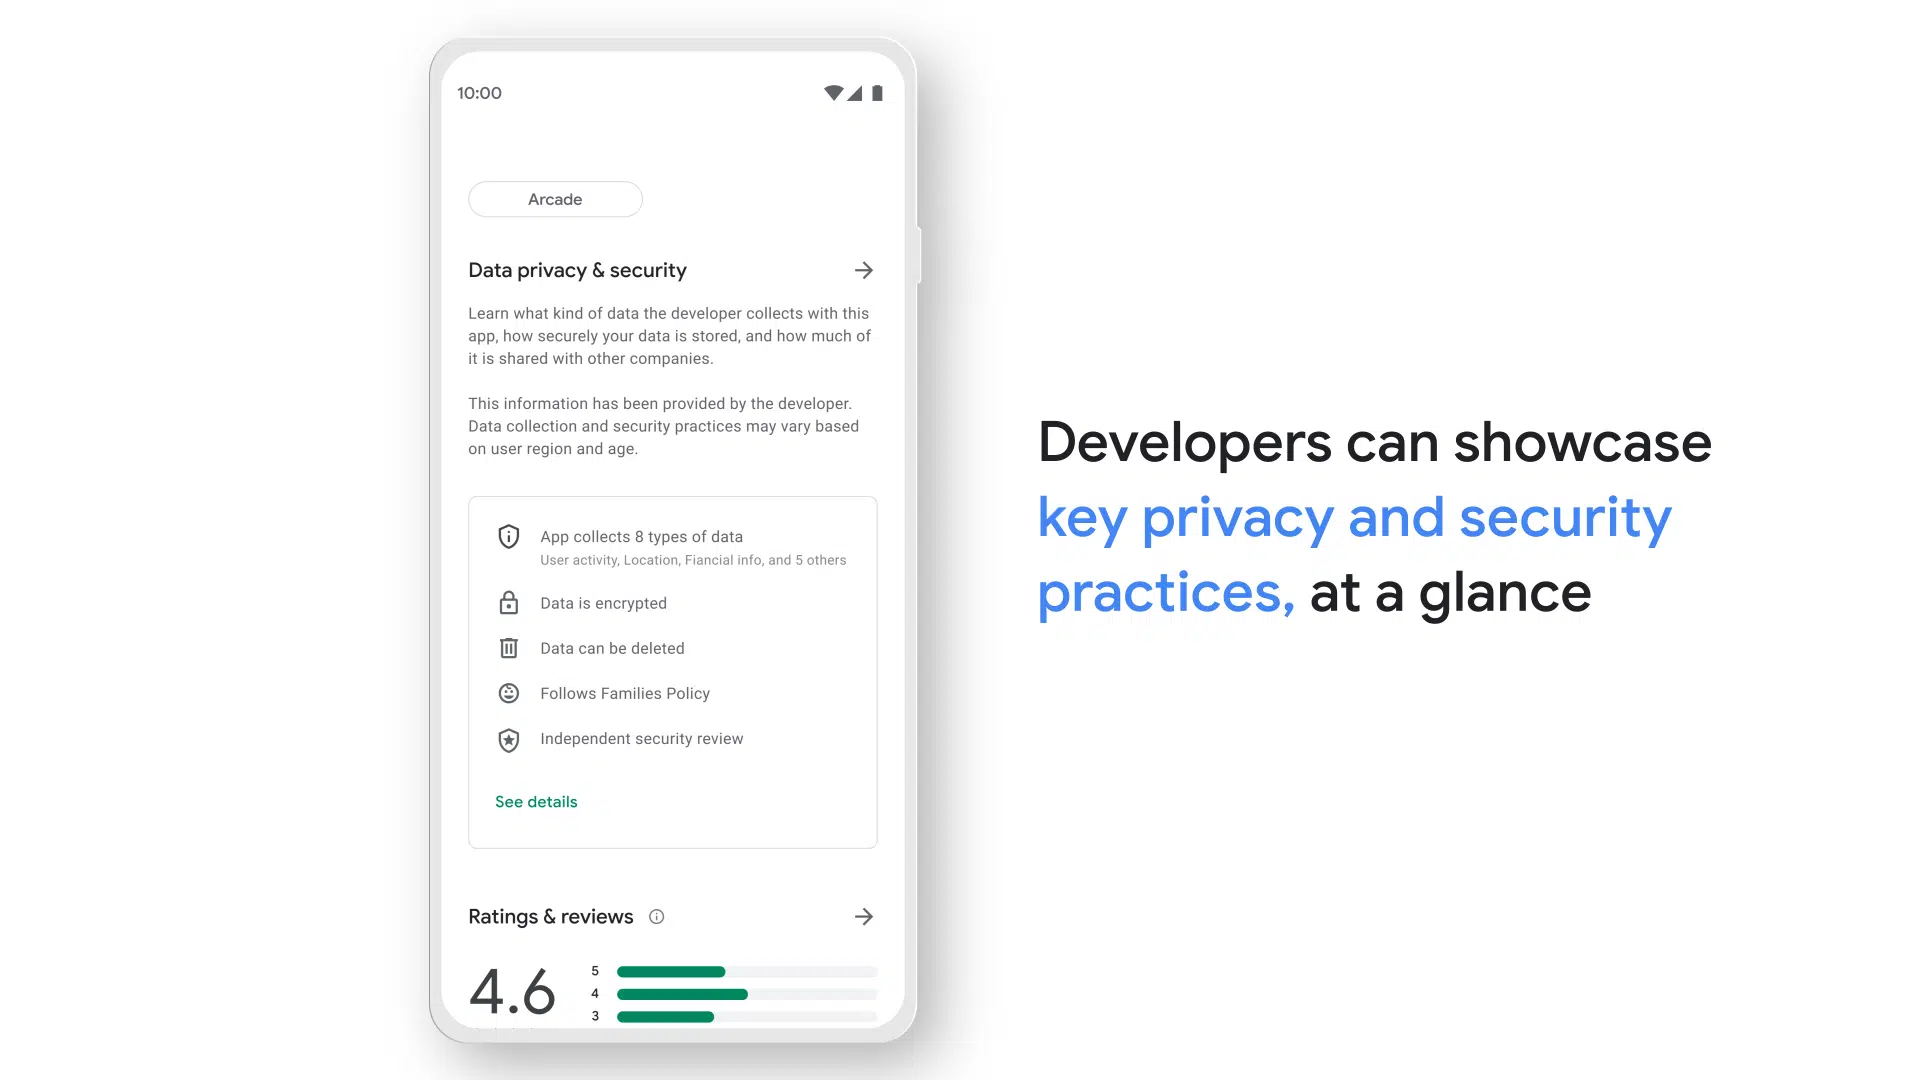 10:00
Arcade
Data privacy & security
Learn what kind of data the developer collects with this
app, how securely your data is stored, and how much of
it is shared with other companies.
This information has been provided by the developer.
Data collection and security practices may vary based
on user region and age.
App collects 8 types of data
User activity, Location, Fiancial info, and 5 others
Data is encrypted
Data can be deleted
Follows Families Policy
Independent security review
See details
Ratings & reviews
4.6
5
4
3
Developers can showcase
key privacy and security
practices, at a glance